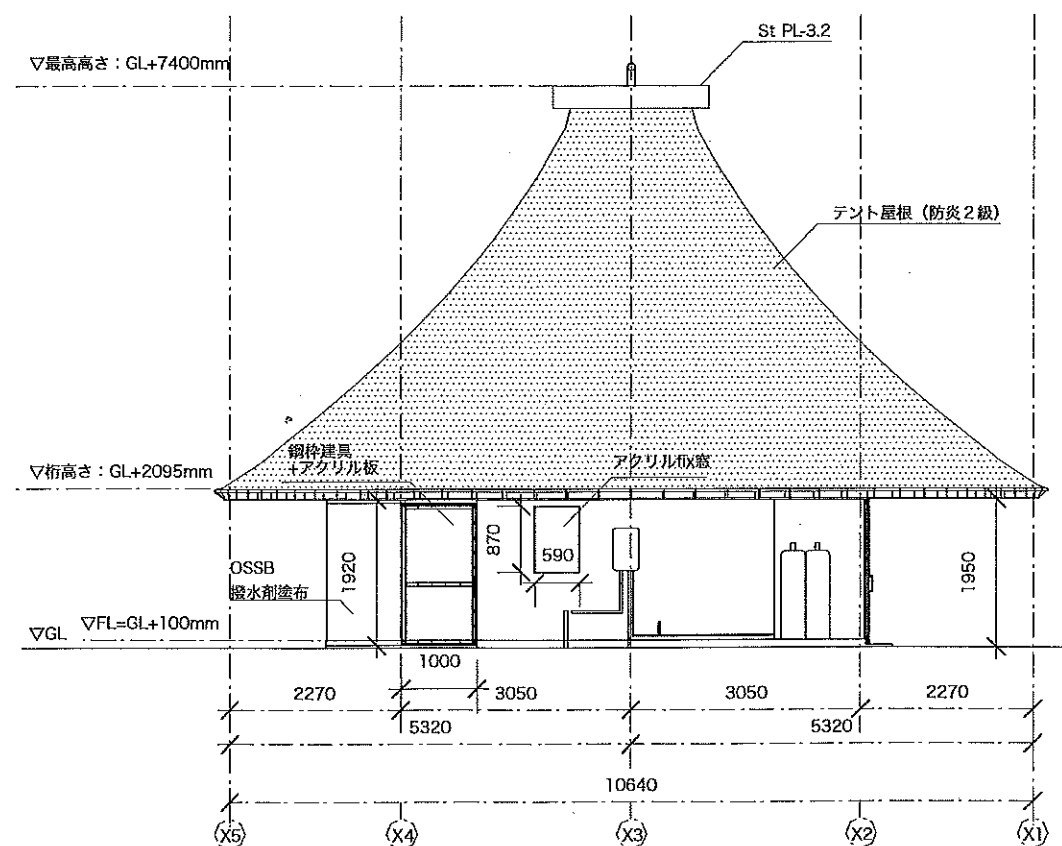 St PL-3.2
▽最高高さ：GL+7400mm
テント屋根（防炎２級）
鋼枠建具
+アクリル板
アクリルfix窓
▽桁高さ：GL+2095mm
870
590
1920
1950
OSSB
撥水剤塗布
▽GL
▽FL=GL+100mm
1000
2270
3050
3050
2270
5320
5320
10640
X5
X4
X3
X2
X1